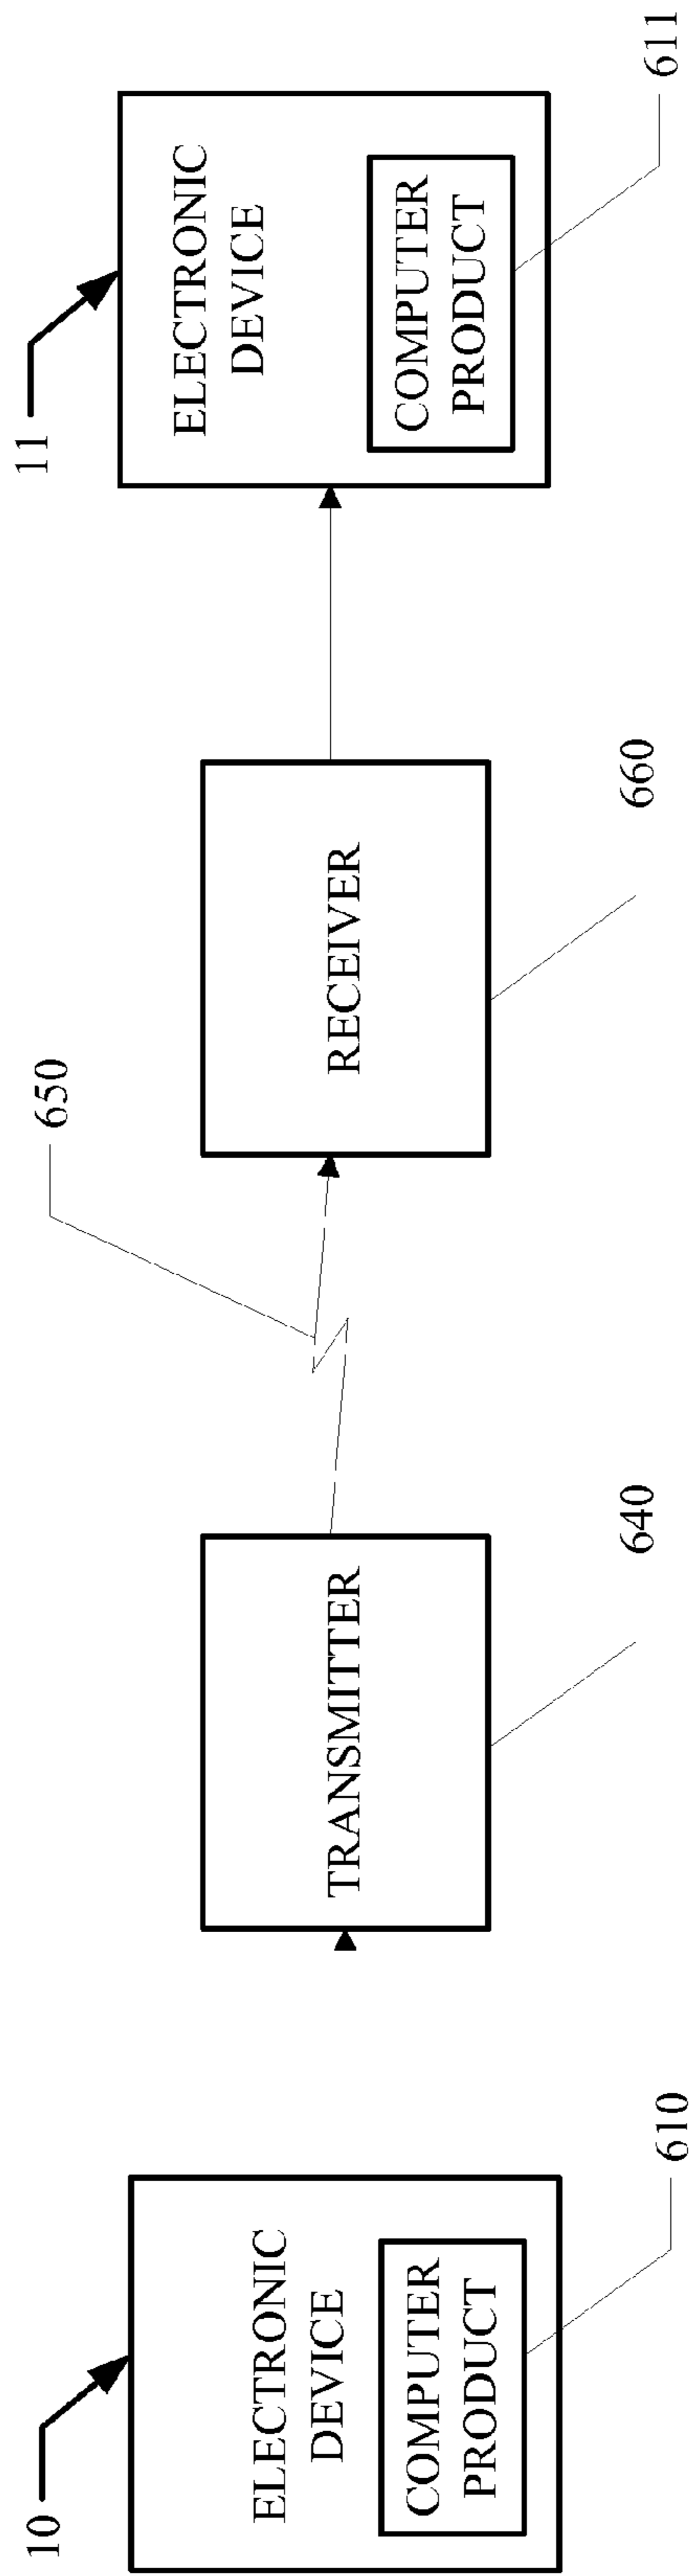 10
ELECTRONIC
DEVICE
COMPUTER
PRODUCT
610
TRANSMITTER
640
650
RECEIVER
660
11
ELECTRONIC
DEVICE
COMPUTER
PRODUCT
611